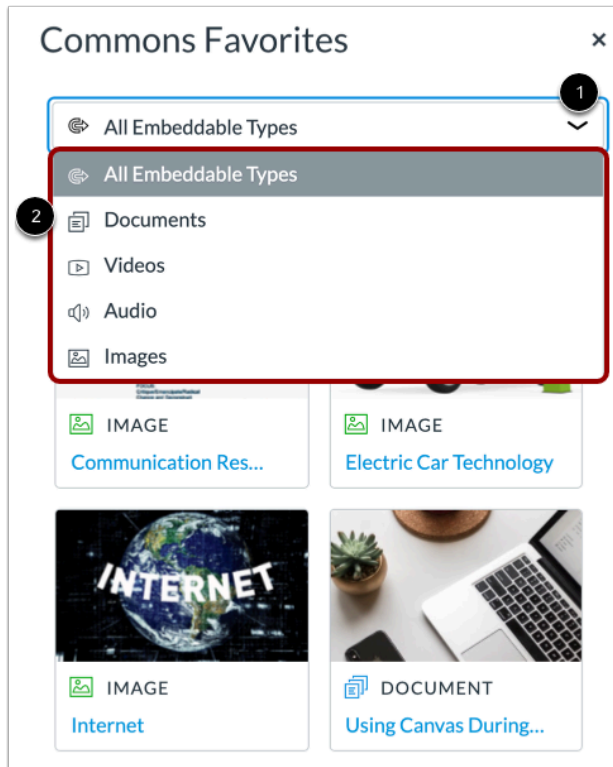 Commons Favorites ×
1
All Embeddable Types
All Embeddable Types
2
Documents
Videos
Audio
Images
IMAGE
Communication Res...
IMAGE
Electric Car Technology
INTERNET
IMAGE
Internet
DOCUMENT
Using Canvas During...